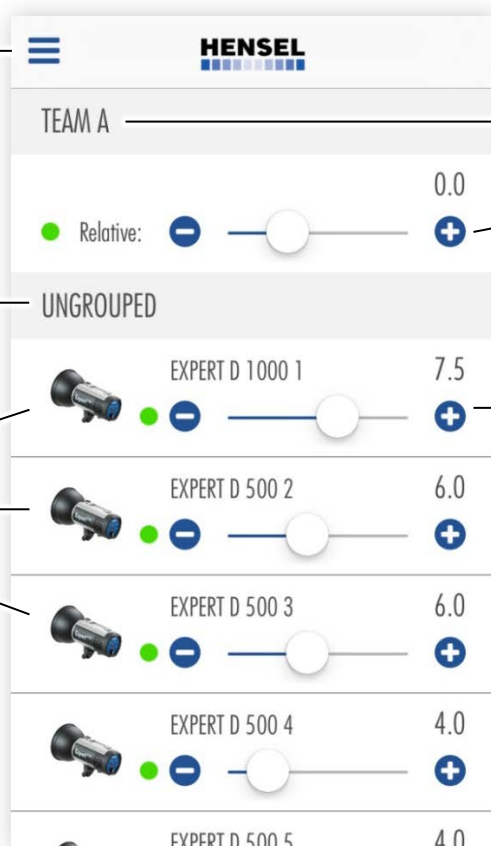 HENSEL
TEAM A
0.0
Relative:
UNGROUPED
EXPERT D 1000 1 7.5
EXPERT D 500 2 6.0
EXPERT D 500 3 6.0
EXPERT D 500 4 4.0
EXPERT D 500 5 4.0